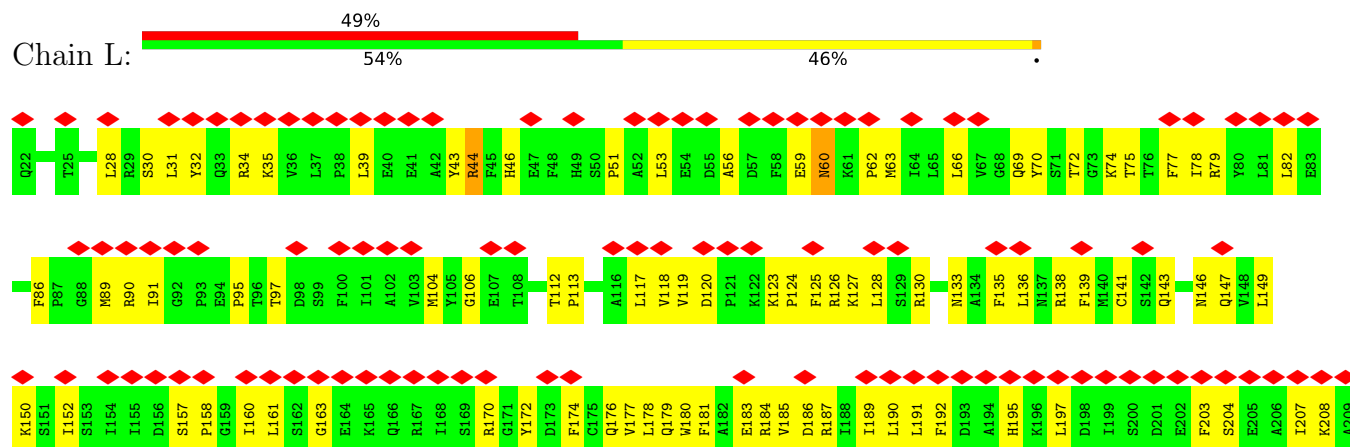 49%
Chain L:
54% 46% .
Q22 T25 L28 R29 S30 L31 Y32 Q33 R34 K35 V36 L37 P38 L39 E40 E41 A42 Y43 R44 F45 H46 E47 F48 H49 S50 P51 A52 L53 E54 D55 A56 D57 F58 E59 N60 K61 P62 M63 I64 L65 L66 V67 G68 Q69 Y70 S71 T72 G73 K74 T75 T76 F77 I78 R79 Y80 L81 L82 E83
F86 P87 G88 M89 R90 I91 G92 P93 E94 P95 T96 T97 D98 S99 F100 I101 A102 V103 M104 Y105 G106 E107 T108 T112 P113 A116 L117 V118 V119 D120 P121 K122 K123 P124 F125 R126 K127 L128 S129 R130 N133 A134 F135 L136 N137 R138 F139 M140 C141 S142 Q143 N146 Q147 V148 L149
K150 S151 I152 S153 I154 I155 D156 S157 P158 G159 I160 L161 S162 G163 E164 K165 Q166 R167 I168 S169 R170 G171 Y172 D173 F174 C175 Q176 V177 L178 Q179 W180 F181 A182 E183 R184 V185 D186 R187 I188 I189 L190 L191 F192 D193 A194 H195 K196 L197 D198 I199 S200 D201 E202 F203 S204 E205 A206 I207 K208 A209